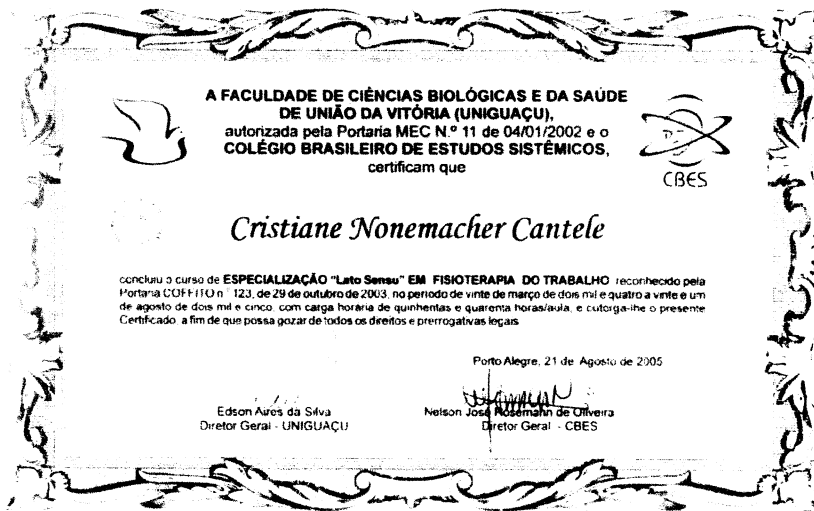 A FACULDADE DE CIÊNCIAS BIOLÓGICAS E DA SAÚDE
DE UNIÃO DA VITÓRIA (UNIGUAÇU),
autorizada pela Portaria MEC N.º 11 de 04/01/2002 e o
COLÉGIO BRASILEIRO DE ESTUDOS SISTÊMICOS,
certificam que
CBES
Cristiane Nonemacher Cantele
concluiu o curso de ESPECIALIZAÇÃO "Lato Sensu" EM FISIOTERAPIA DO TRABALHO reconhecido pela
Portaria COFFITO n° 123, de 29 de outubro de 2003, no período de vinte de março de dois mil e quatro a vinte e um
de agosto de dois mil e cinco, com carga horária de quinhentas e quarenta horas/aula, e outorga-lhe o presente
Certificado, a fim de que possa gozar de todos os direitos e prerrogativas legais
Porto Alegre, 21 de Agosto de 2005
Edson Aires da Silva
Diretor Geral - UNIGUAÇU
Nelson José Rosemann de Oliveira
Diretor Geral - CBES